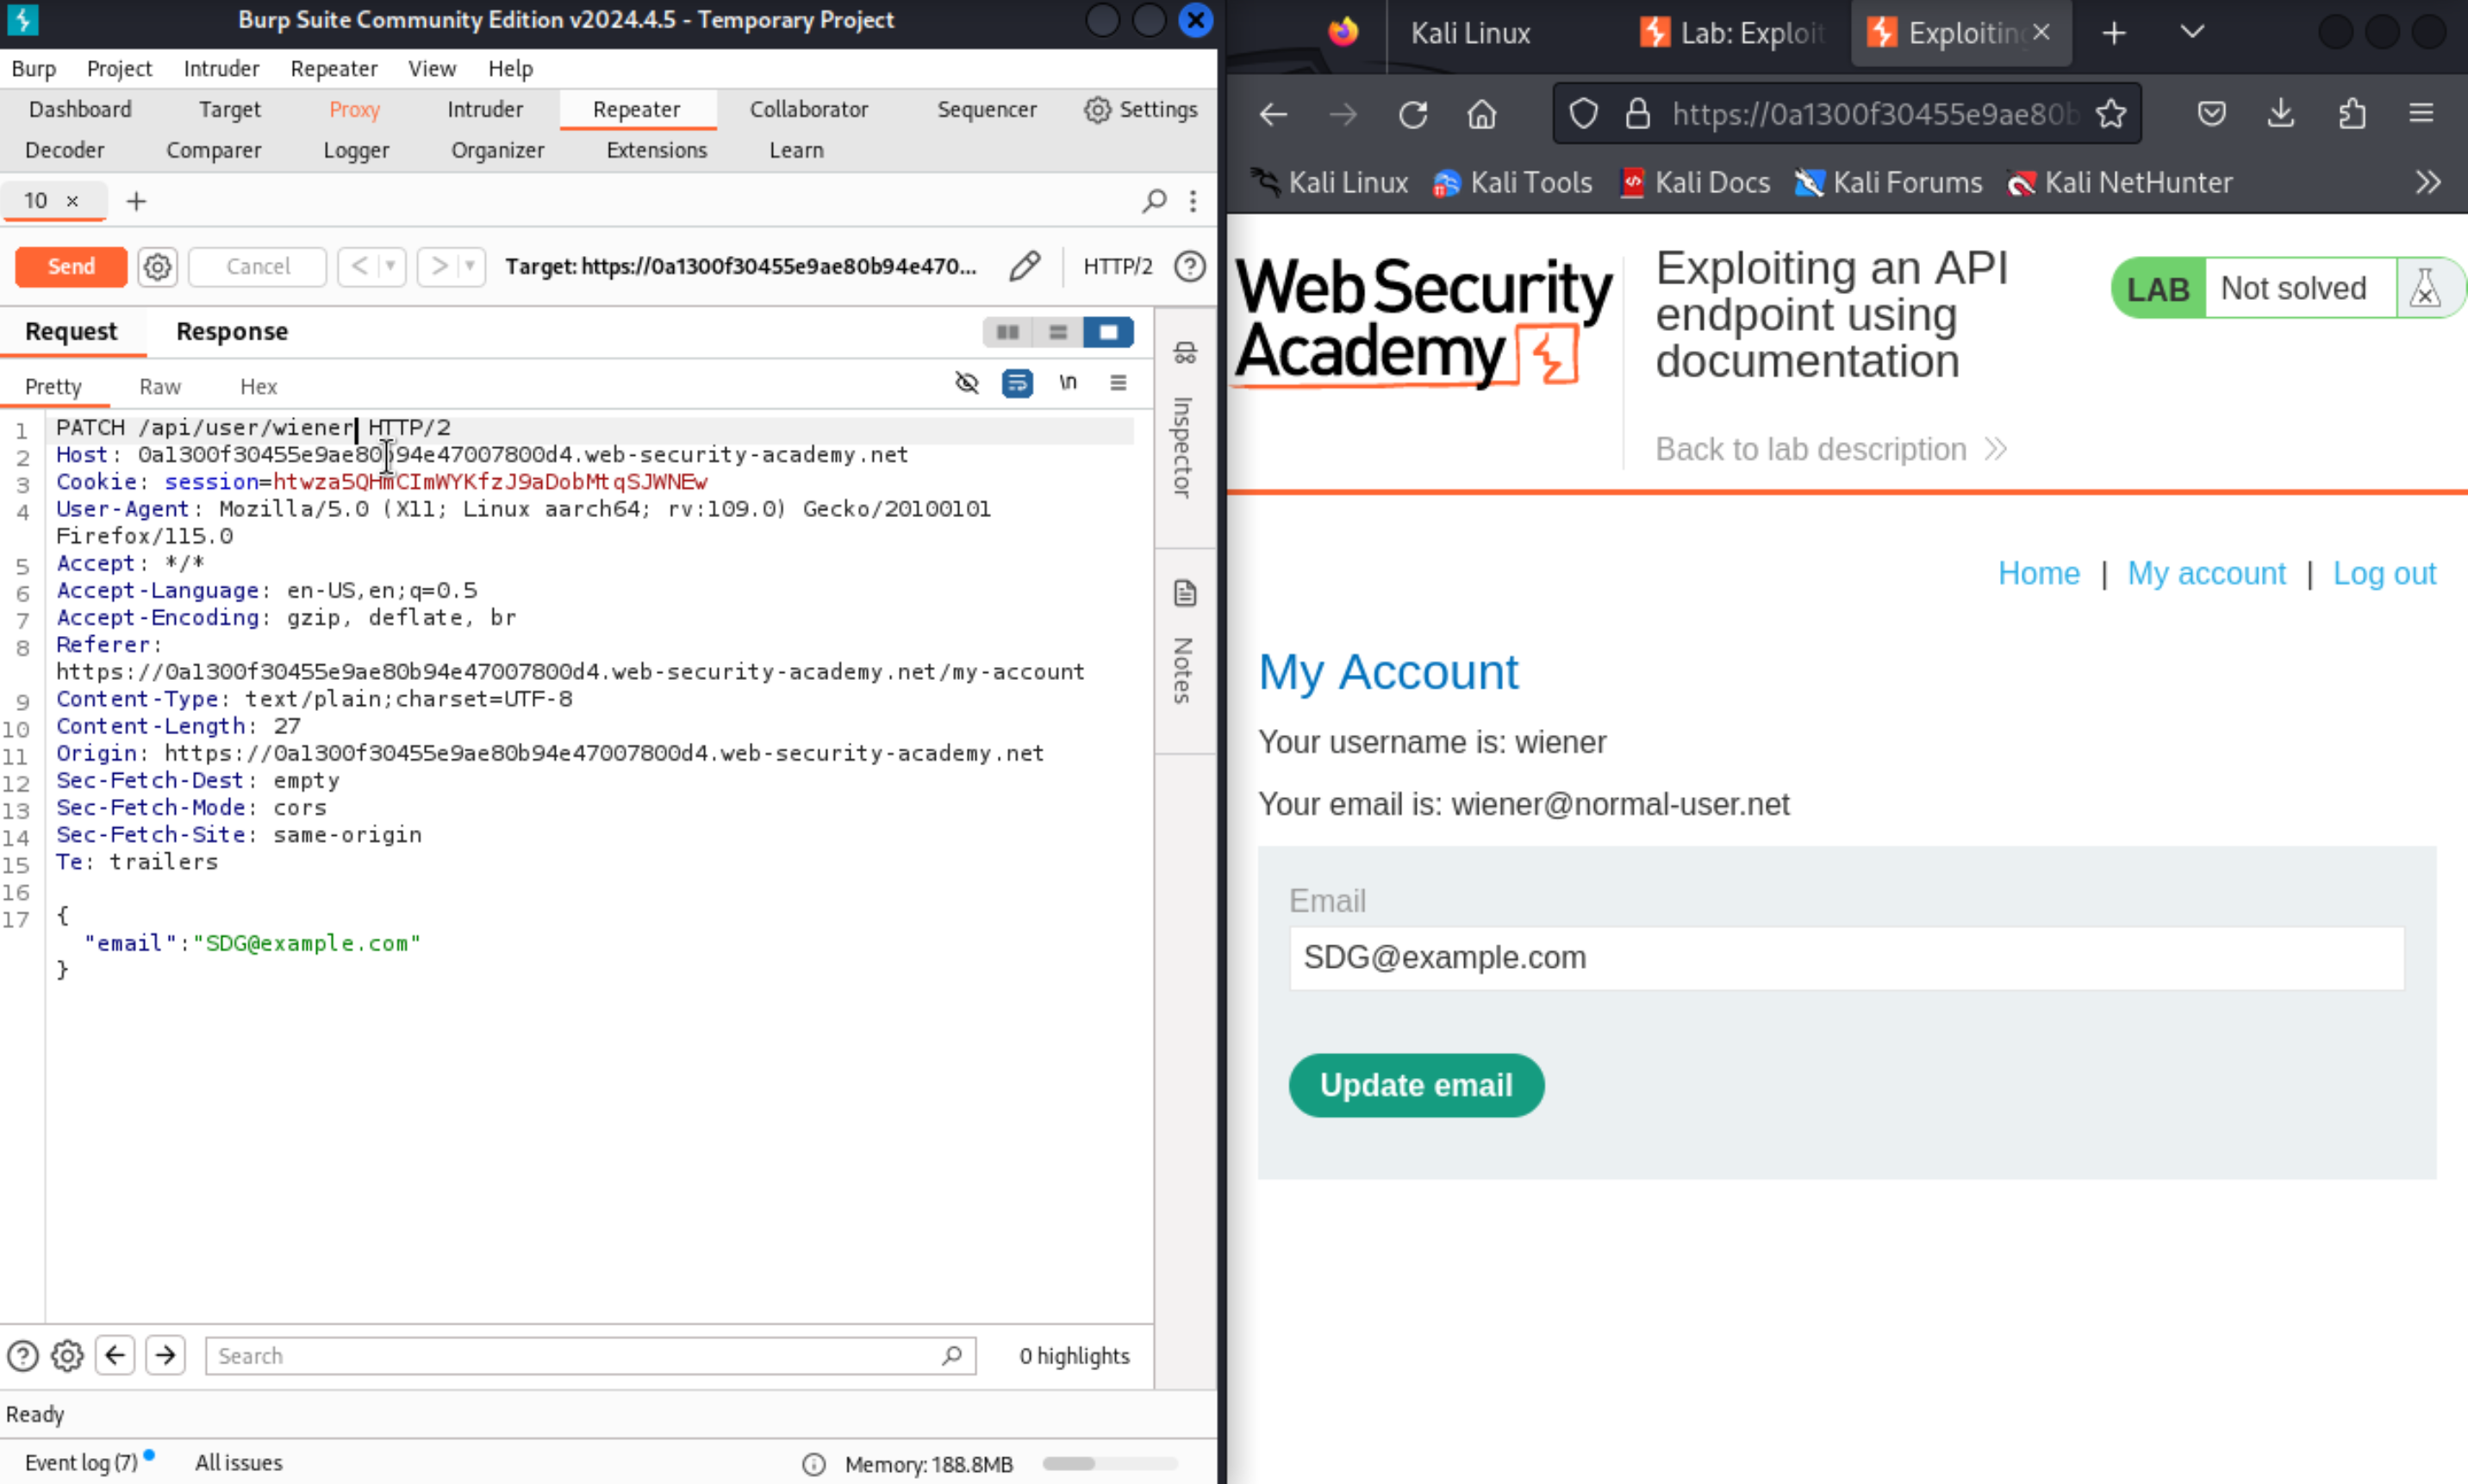 Burp Suite Community Edition v2024.4.5 - Temporary Project
Burp Project Intruder Repeater View Help
Dashboard Target Proxy Intruder Repeater Collaborator Sequencer Settings
Decoder Comparer Logger Organizer Extensions Learn
10 × +
Send Cancel < > Target: https://0a1300f30455e9ae80b94e470... HTTP/2 ?
Request Response
Pretty Raw Hex \n
1 PATCH /api/user/wiener HTTP/2
2 Host: 0a1300f30455e9ae80b94e47007800d4.web-security-academy.net
3 Cookie: session=htwza5QHmCImWYKfzJ9aDobMtqSJWNEw
4 User-Agent: Mozilla/5.0 (X11; Linux aarch64; rv:109.0) Gecko/20100101
Firefox/115.0
5 Accept: */*
6 Accept-Language: en-US,en;q=0.5
7 Accept-Encoding: gzip, deflate, br
8 Referer:
https://0a1300f30455e9ae80b94e47007800d4.web-security-academy.net/my-account
9 Content-Type: text/plain;charset=UTF-8
10 Content-Length: 27
11 Origin: https://0a1300f30455e9ae80b94e47007800d4.web-security-academy.net
12 Sec-Fetch-Dest: empty
13 Sec-Fetch-Mode: cors
14 Sec-Fetch-Site: same-origin
15 Te: trailers
16
17 {
"email":"SDG@example.com"
}
Inspector
Notes
Search 0 highlights
Ready
Event log (7) All issues Memory: 188.8MB
Kali Linux Lab: Exploit Exploiting × +
https://0a1300f30455e9ae80b
Kali Linux Kali Tools Kali Docs Kali Forums Kali NetHunter
Web Security
Academy
Exploiting an API
endpoint using
documentation
LAB Not solved
Back to lab description
Home | My account | Log out
My Account
Your username is: wiener
Your email is: wiener@normal-user.net
Email
SDG@example.com
Update email